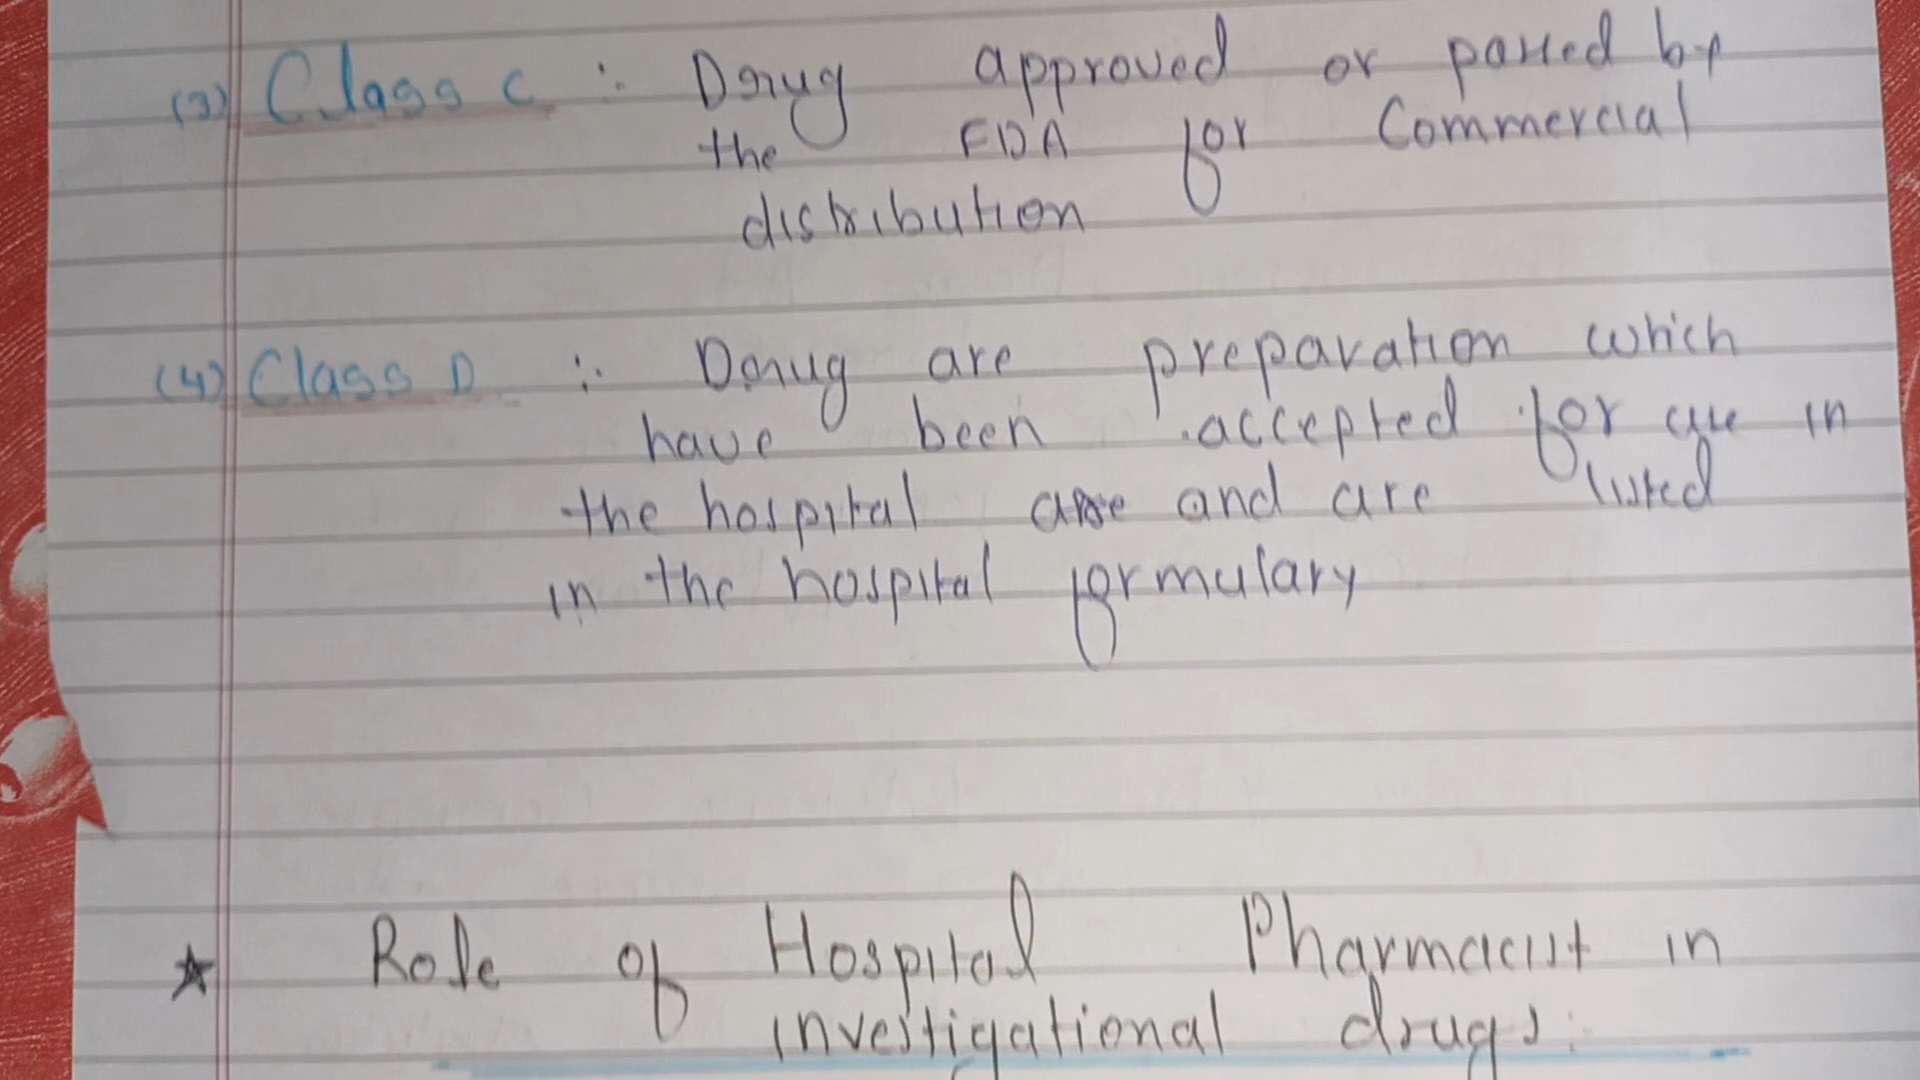 (3) Class C :- Drug approved or passed by
the FDA for Commercial
distribution
(4) Class D :- Drug are preparation which
have been accepted for use in
the hospital are and are listed
in the hospital formulary
★ Role of Hospital Pharmacist in
investigational drugs: